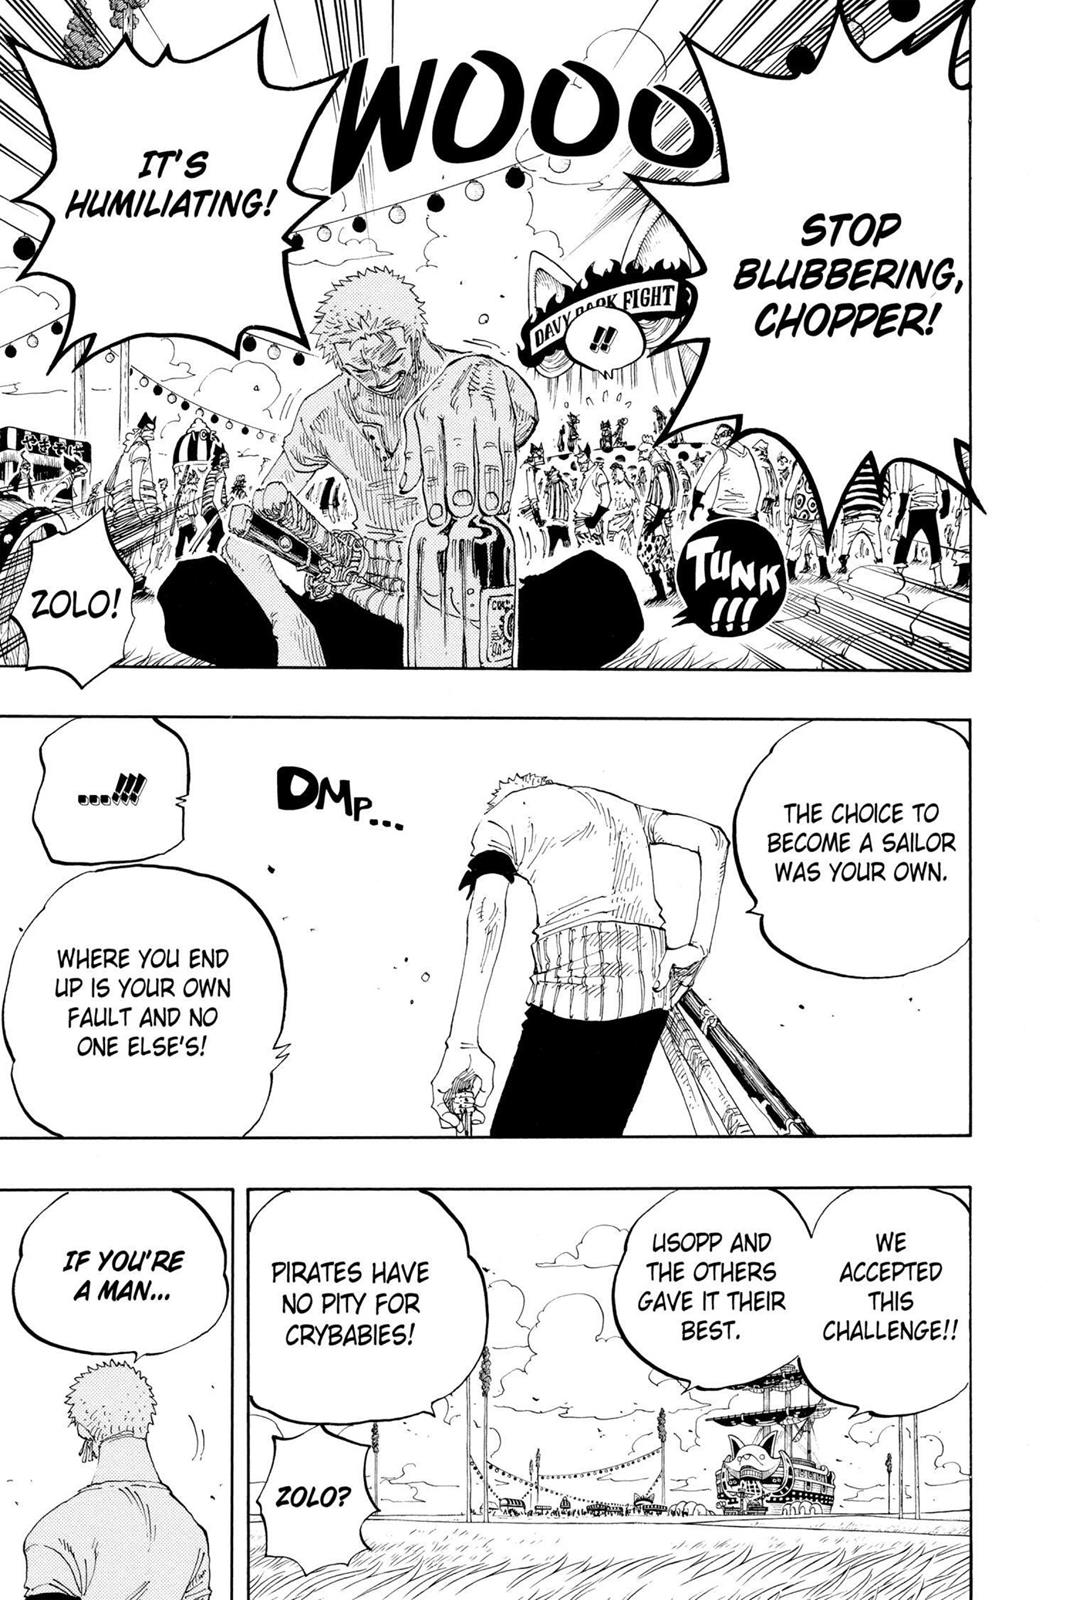 WOOO
STOP
BLUBBERING,
CHOPPER!
IT'S
HUMILIATING!
DAVY BACK FIGHT
!!
TUNK
!!!
ZOLO!
THE CHOICE TO
BECOME A SAILOR
WAS YOUR OWN.
DMP...
....!!!
WHERE YOU END
UP IS YOUR OWN
FAULT AND NO
ONE ELSE'S!
WE
ACCEPTED
THIS
CHALLENGE!!
USOPP AND
THE OTHERS
GAVE IT THEIR
BEST.
PIRATES HAVE
NO PITY FOR
CRYBABIES!
ZOLO?
IF YOU'RE
A MAN...